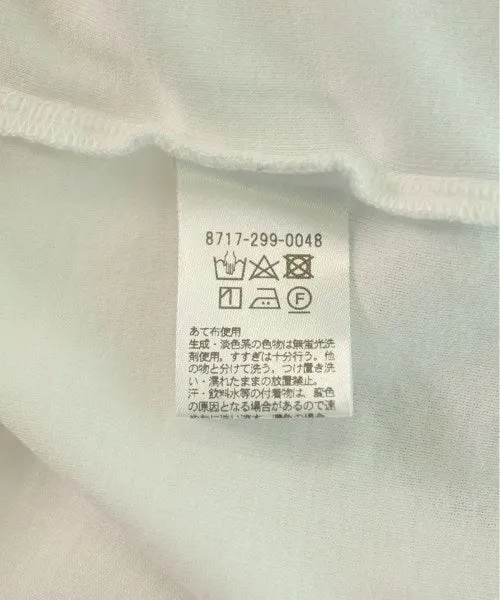 8717-299-0048
F
あて布使用
生成・淡色系の色物は無蛍光洗
剤使用。すすぎは十分行う。他
の物と分けて洗う。つけ置き洗
い・濡れたままの放置禁止。
汗・飲料水等の付着物は、変色
の原因となる場合があるので速